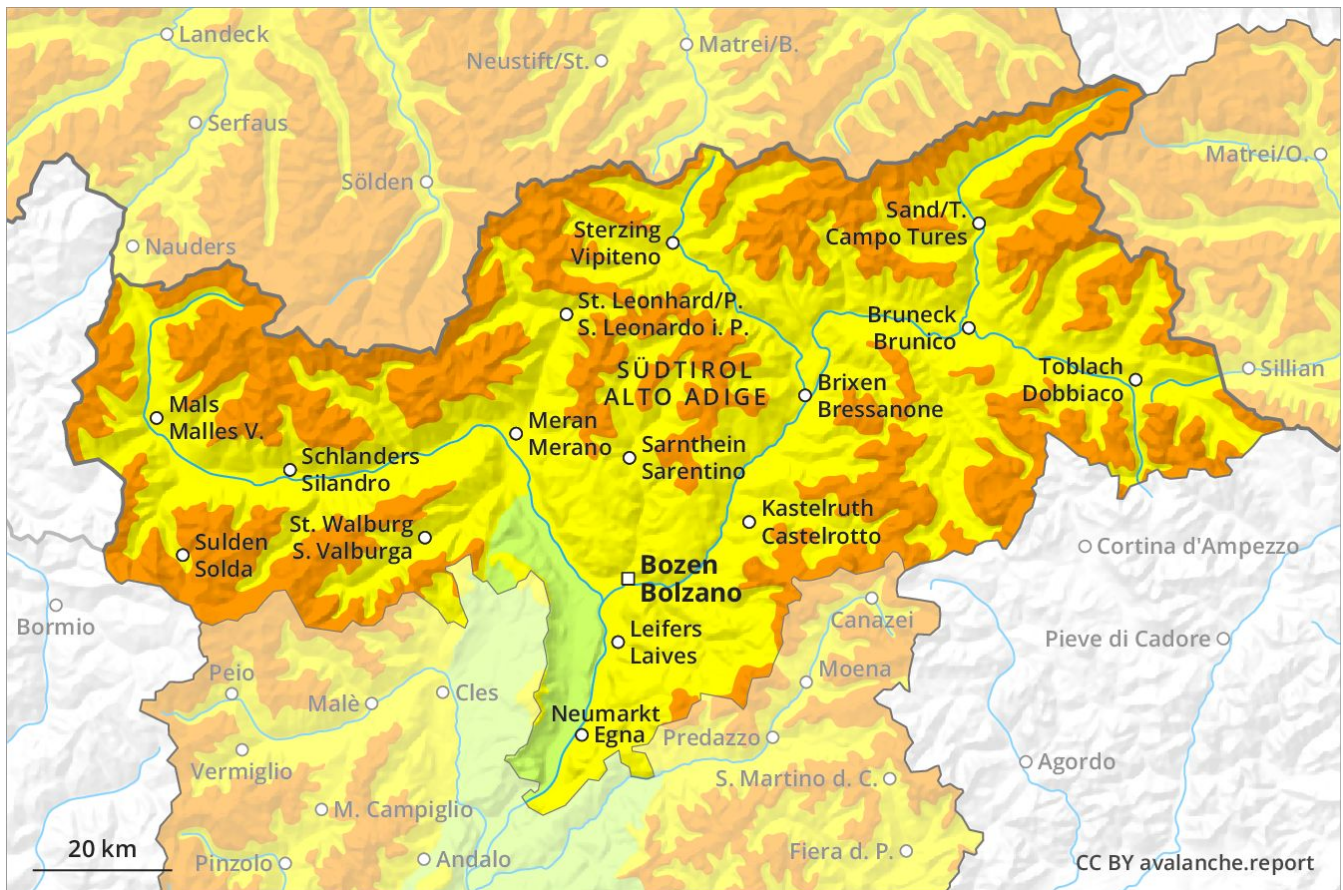 Landeck
Matrei/B.
Neustift/St.
Serfaus
Matrei/O.
Sölden
Sand/T.
Campo Tures
Sterzing
Vipiteno
Nauders
St. Leonhard/P.
S. Leonardo i. P.
Bruneck
Brunico
Toblach
Dobbiaco
Sillian
SÜDTIROL
ALTO ADIGE
Brixen
Bressanone
Mals
Malles V.
Meran
Merano
Sarnthein
Sarentino
Schlanders
Silandro
Kastelruth
Castelrotto
St. Walburg
S. Valburga
Sulden
Solda
Cortina d'Ampezzo
Bozen
Bolzano
Bormio
Canazei
Leifers
Laives
Pieve di Cadore
Peio
Moena
Malè
Cles
Neumarkt
Egna
Predazzo
Vermiglio
Agordo
S. Martino d. C.
M. Campiglio
20 km
Pinzolo
Andalo
Fiera d. P.
CC BY avalanche.report